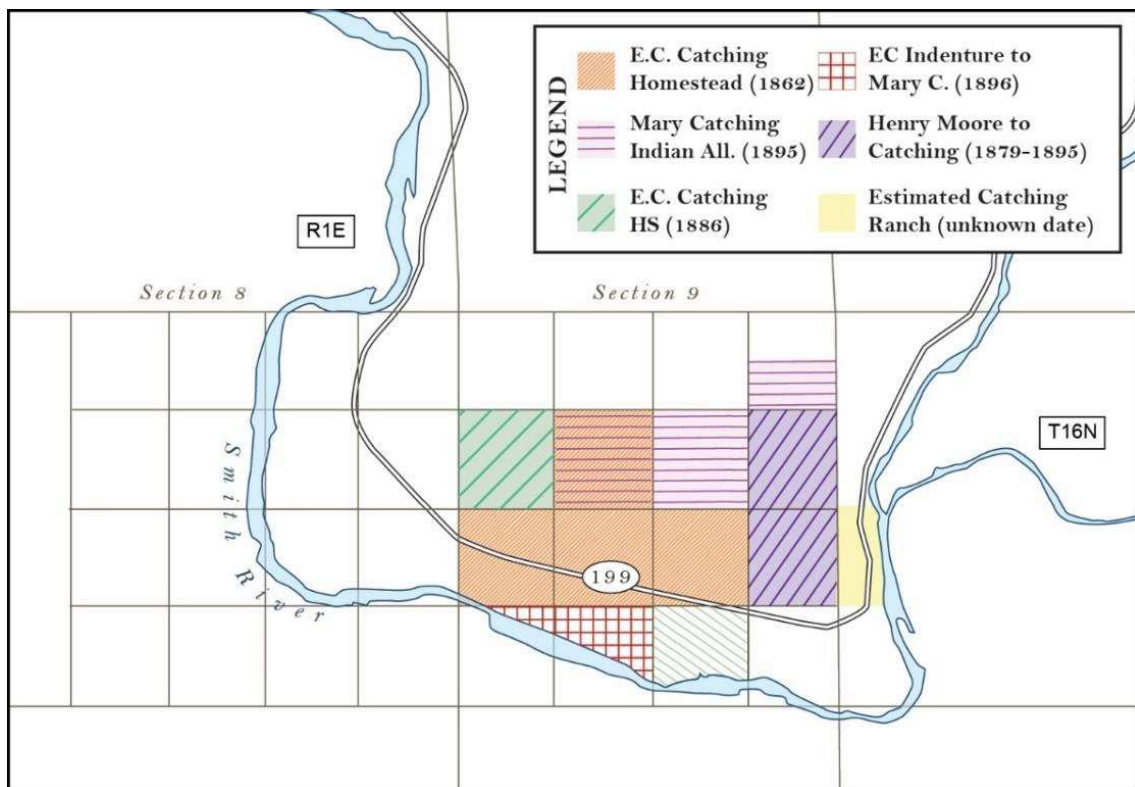 LEGEND
E.C. Catching
Homestead (1862)
EC Indenture to
Mary C. (1896)
Mary Catching
Indian All. (1895)
Henry Moore to
Catching (1879-1895)
E.C. Catching
HS (1886)
Estimated Catching
Ranch (unknown date)
R1E
Section 8
Section 9
T16N
Smith River
199